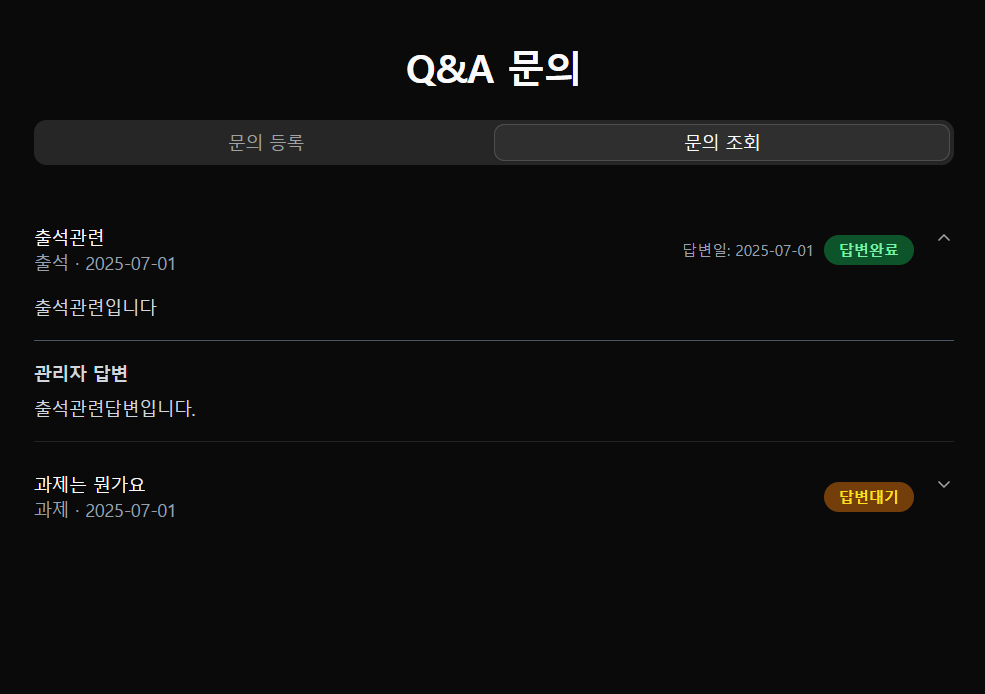 Q&A 문의
문의 등록 문의 조회
출석관련
출석 · 2025-07-01
답변일: 2025-07-01 답변완료
출석관련입니다
관리자 답변
출석관련답변입니다.
과제는 뭔가요
과제 · 2025-07-01
답변대기